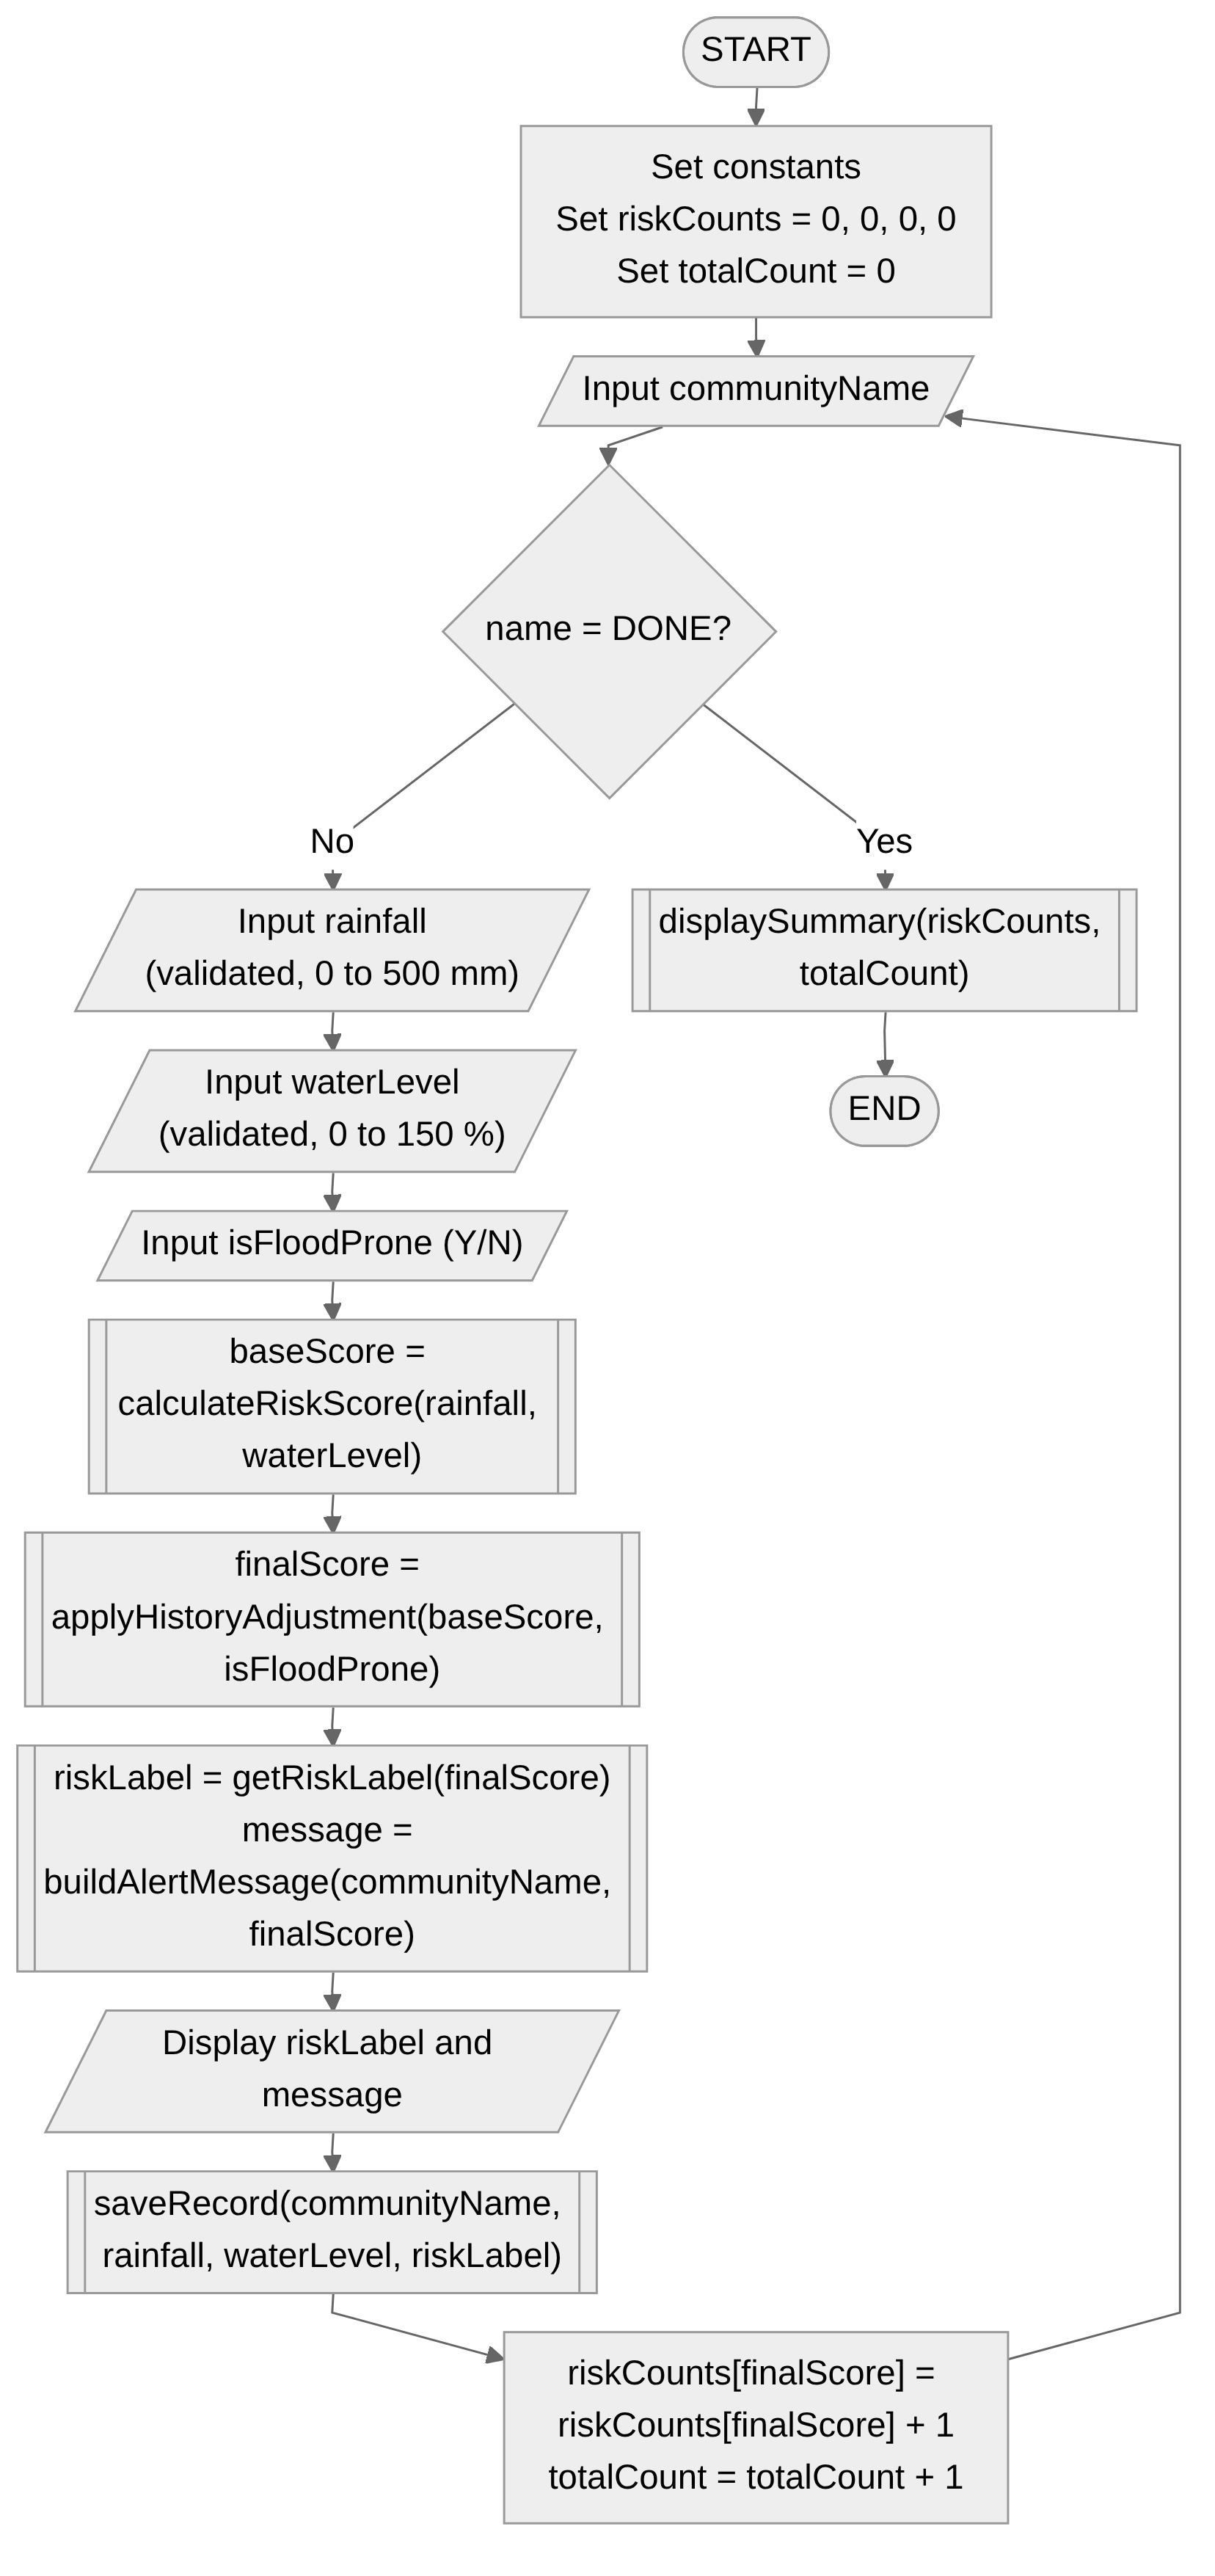 START
Set constants
Set riskCounts = 0, 0, 0, 0
Set totalCount = 0
Input communityName
name = DONE?
No
Yes
Input rainfall
(validated, 0 to 500 mm)
displaySummary(riskCounts,
totalCount)
Input waterLevel
(validated, 0 to 150 %)
END
Input isFloodProne (Y/N)
baseScore =
calculateRiskScore(rainfall,
waterLevel)
finalScore =
applyHistoryAdjustment(baseScore,
isFloodProne)
riskLabel = getRiskLabel(finalScore)
message =
buildAlertMessage(communityName,
finalScore)
Display riskLabel and
message
saveRecord(communityName,
rainfall, waterLevel, riskLabel)
riskCounts[finalScore] =
riskCounts[finalScore] + 1
totalCount = totalCount + 1